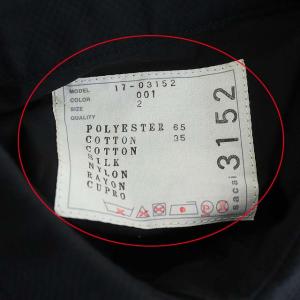 MODEL 17-03152
COLOR 001
SIZE 2
QUALITY
POLYESTER 65
COTTON 35
COTTON
SILK
NYLON
RAYON
CUPRO
sacai 3152